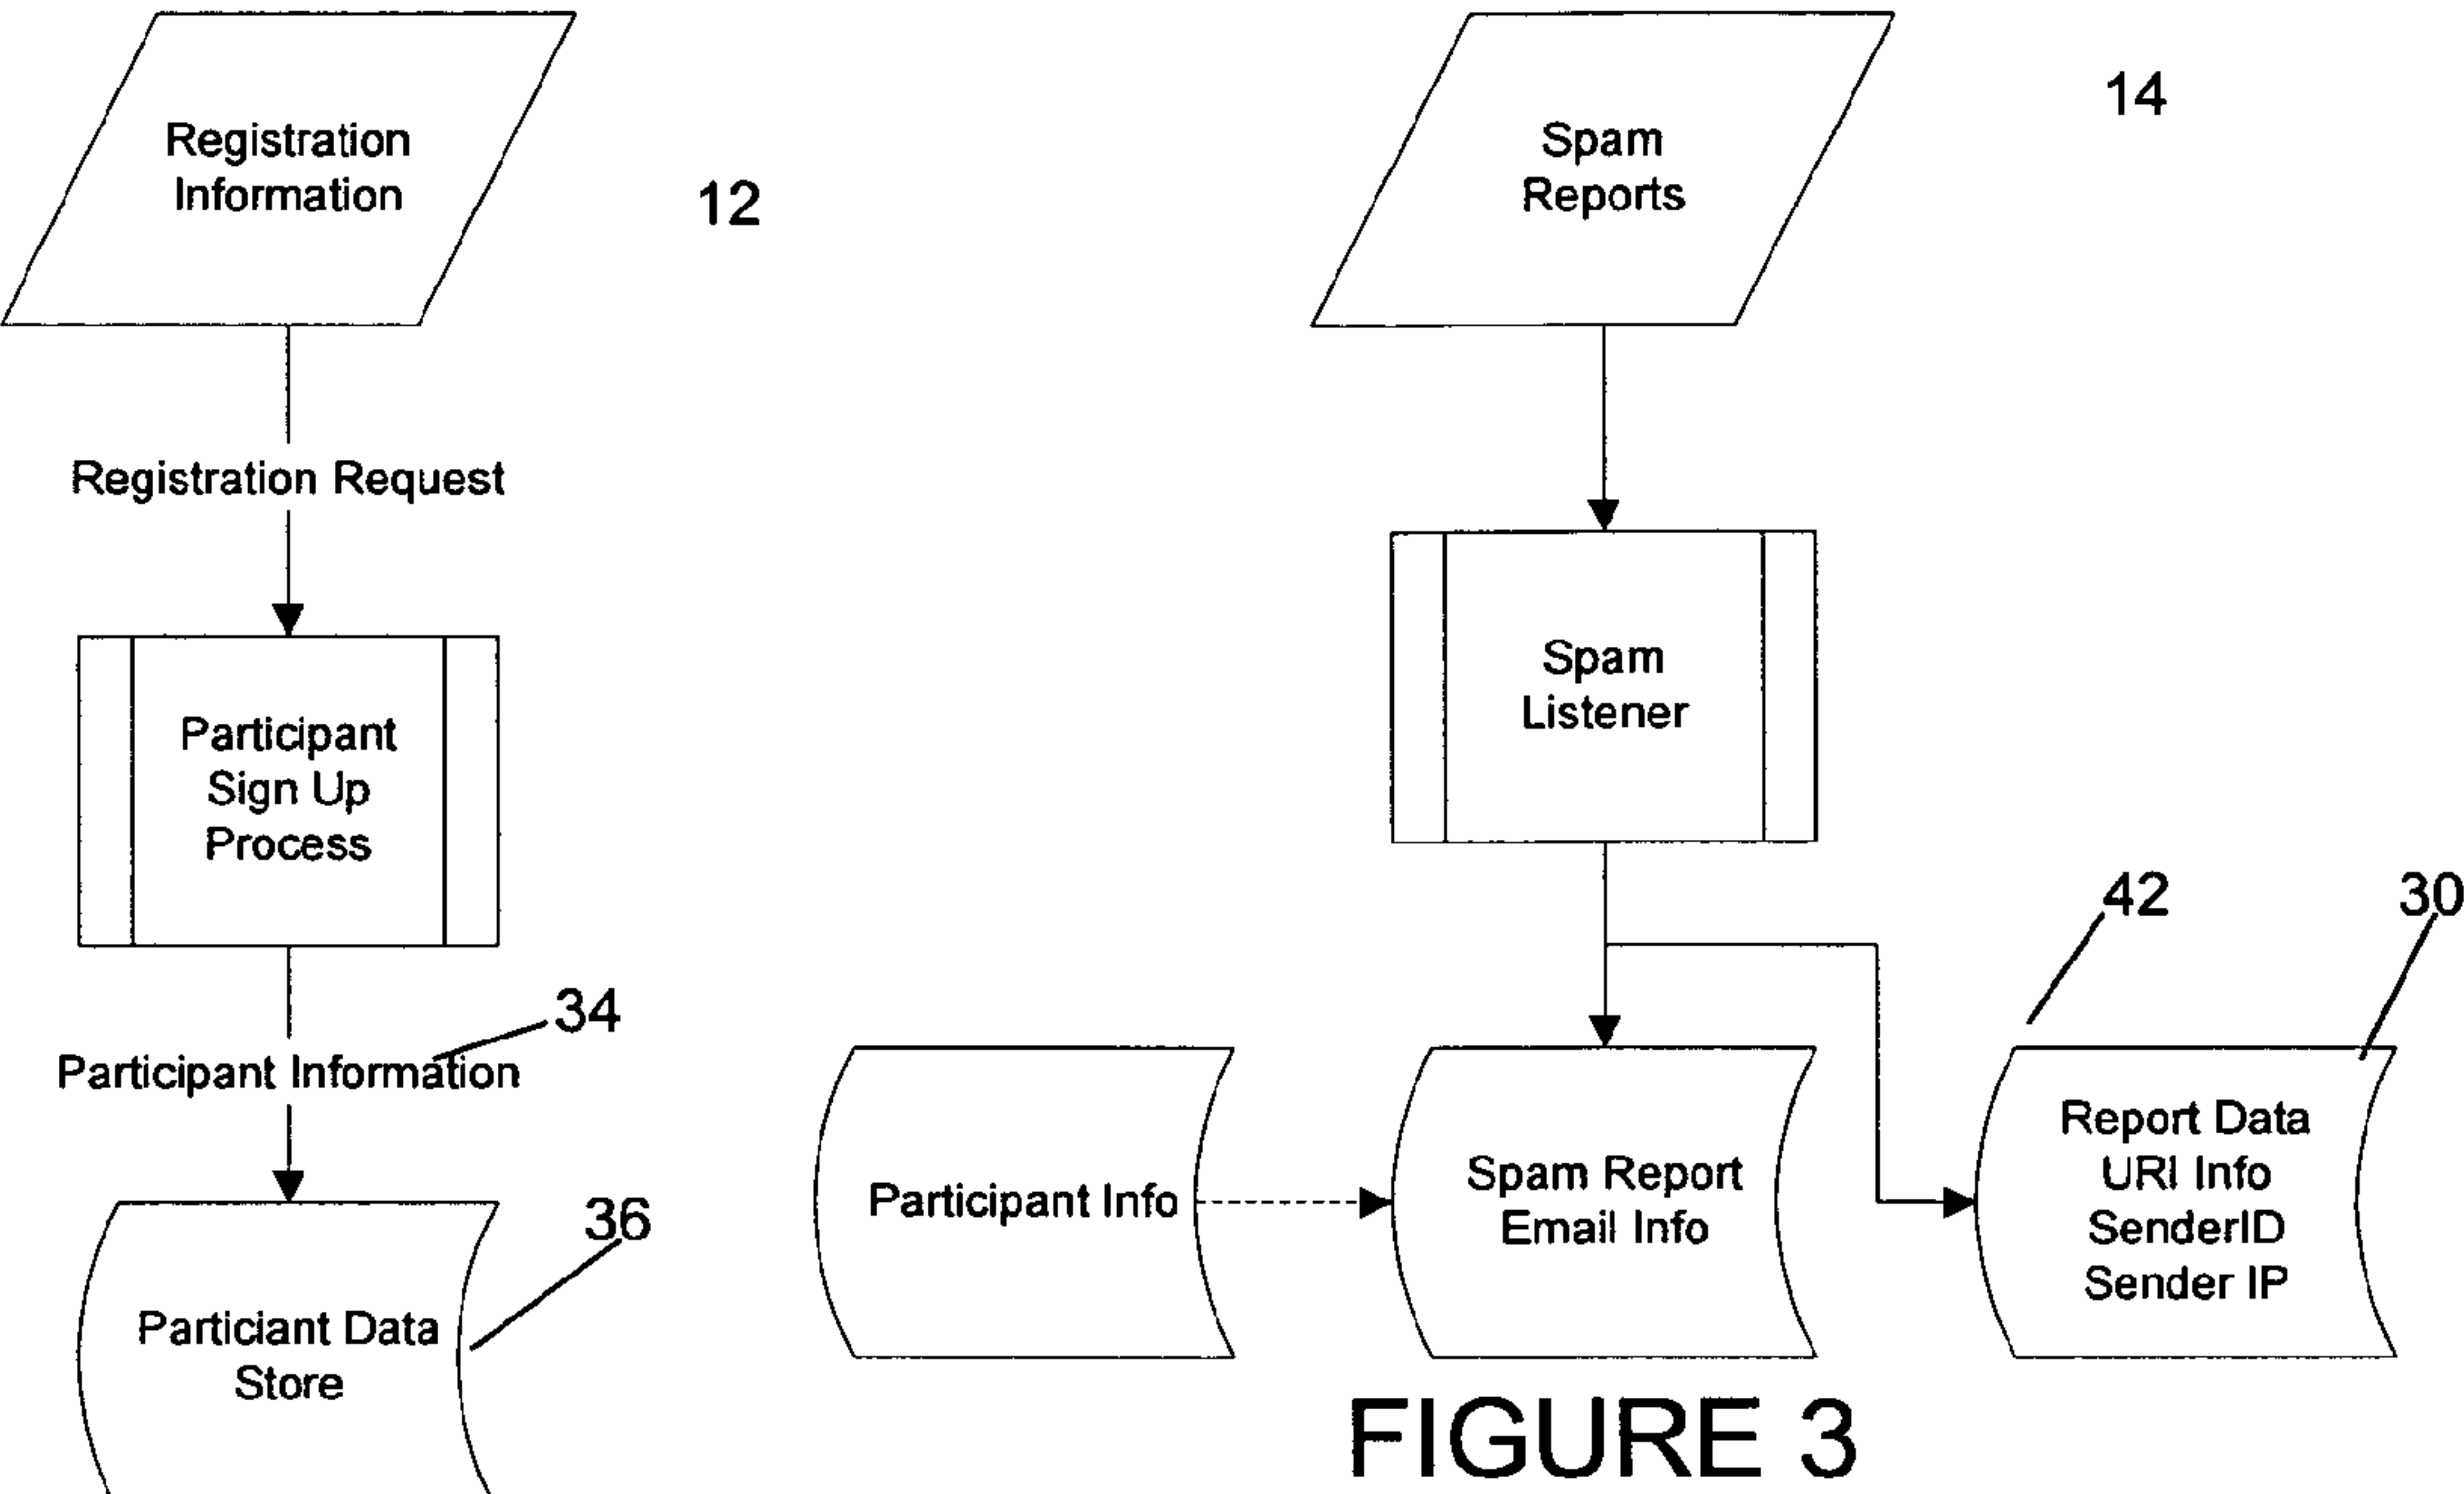 Registration
Information
12
Registration Request
Participant
Sign Up
Process
34
Participant Information
36
Particiant Data
Store
Spam
Reports
14
Spam
Listener
42
30
Participant Info
Spam Report
Email Info
Report Data
URI Info
SenderID
Sender IP
FIGURE 3